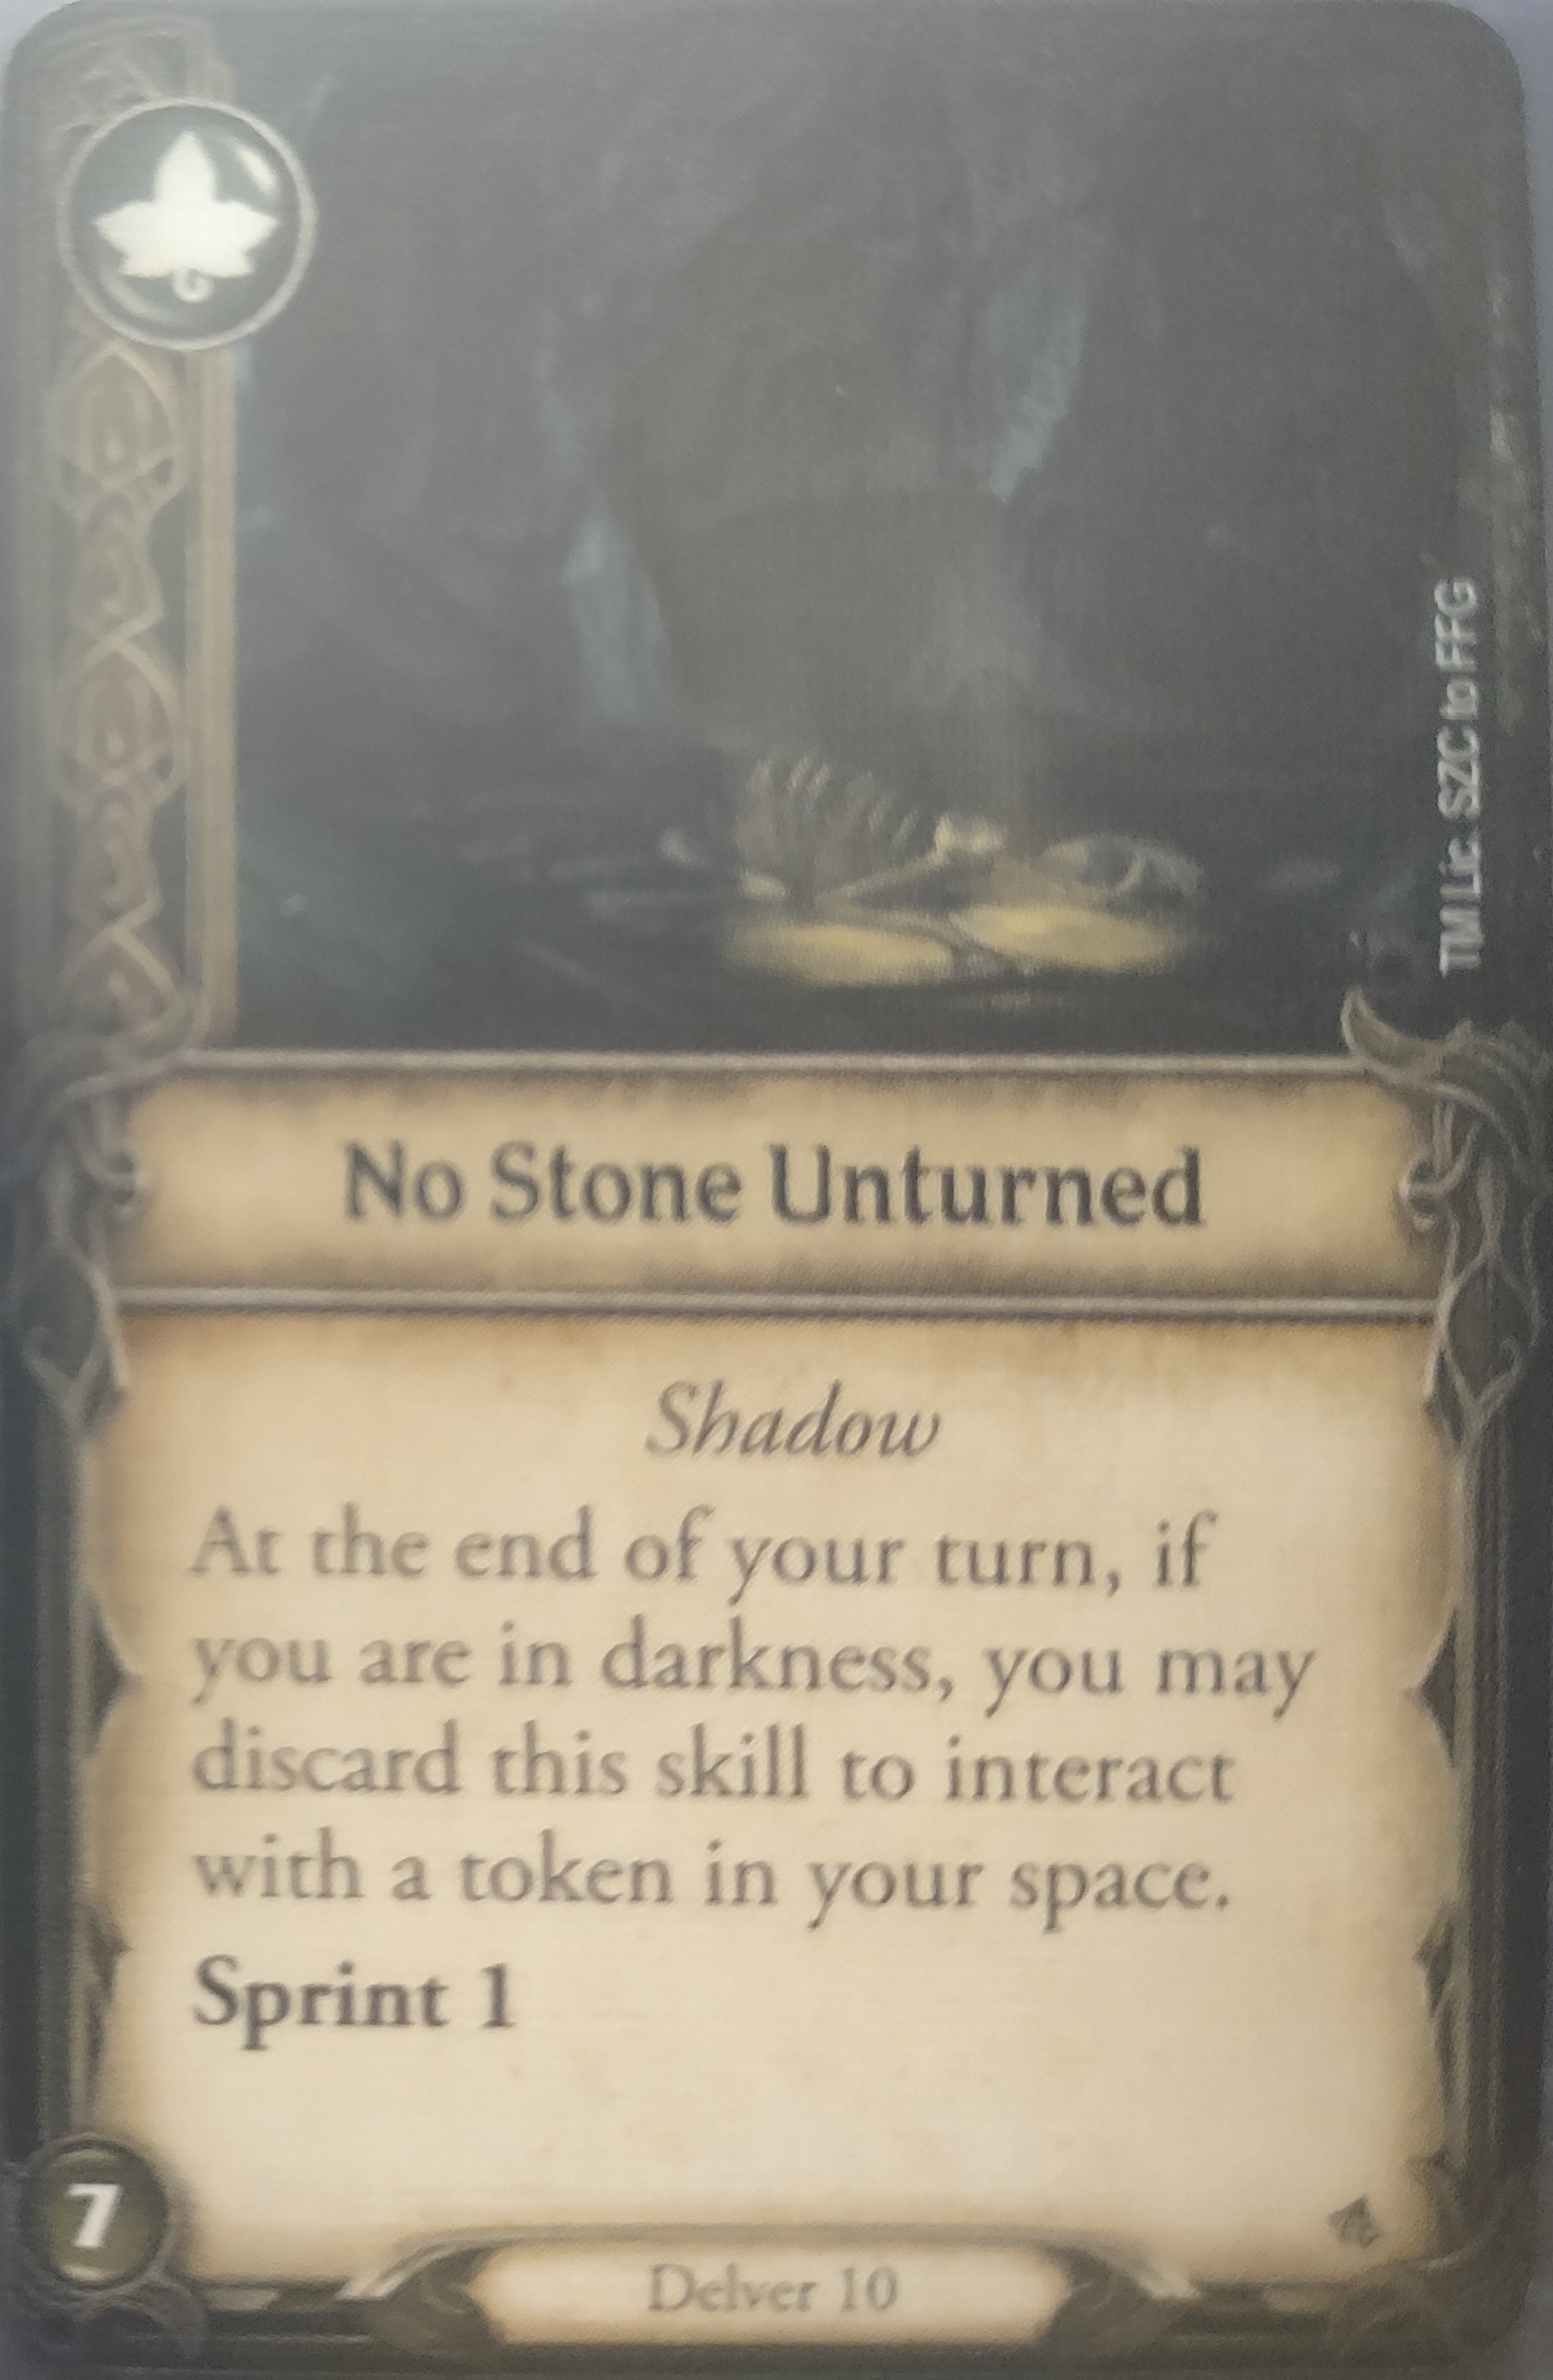 TM Lic. SZC to FFG
No Stone Unturned
Shadow
At the end of your turn, if
you are in darkness, you may
discard this skill to interact
with a token in your space.
Sprint 1
7
Delver 10